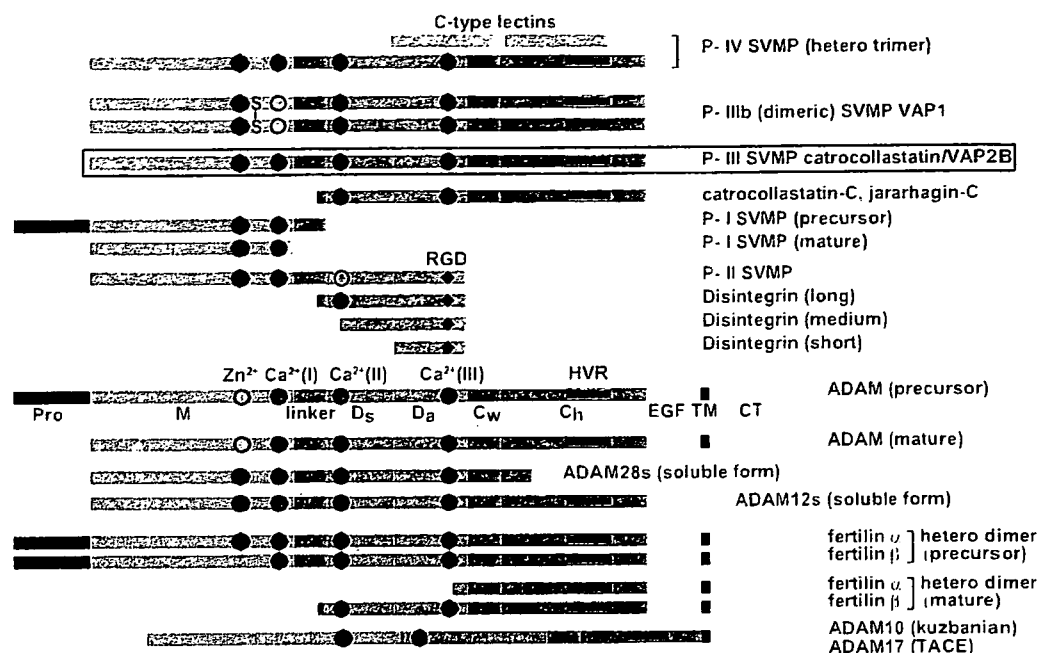 C-type lectins
P- IV SVMP (hetero trimer)
S
S
P- IIIb (dimeric) SVMP VAP1
P- III SVMP catrocollastatin/VAP2B
catrocollastatin-C, jararhagin-C
P- I SVMP (precursor)
P- I SVMP (mature)
RGD
P- II SVMP
Disintegrin (long)
Disintegrin (medium)
Disintegrin (short)
Zn²⁺ Ca²⁺(I) Ca²⁺(II) Ca²⁺(III) HVR
ADAM (precursor)
Pro M linker Ds Da Cw Ch EGF TM CT
ADAM (mature)
ADAM28s (soluble form)
ADAM12s (soluble form)
fertilin α hetero dimer
fertilin β (precursor)
fertilin α hetero dimer
fertilin β (mature)
ADAM10 (kuzbanian)
ADAM17 (TACE)